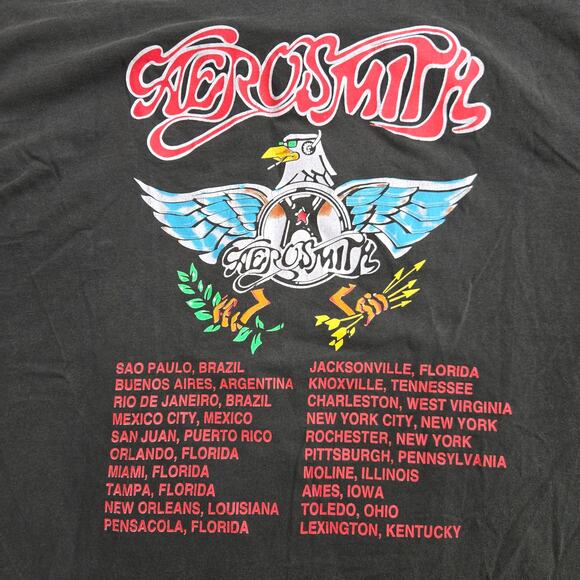 AEROSMITH
AEROSMITH
SAO PAULO, BRAZIL
BUENOS AIRES, ARGENTINA
RIO DE JANEIRO, BRAZIL
MEXICO CITY, MEXICO
SAN JUAN, PUERTO RICO
ORLANDO, FLORIDA
MIAMI, FLORIDA
TAMPA, FLORIDA
NEW ORLEANS, LOUISIANA
PENSACOLA, FLORIDA
JACKSONVILLE, FLORIDA
KNOXVILLE, TENNESSEE
CHARLESTON, WEST VIRGINIA
NEW YORK CITY, NEW YORK
ROCHESTER, NEW YORK
PITTSBURGH, PENNSYLVANIA
MOLINE, ILLINOIS
AMES, IOWA
TOLEDO, OHIO
LEXINGTON, KENTUCKY